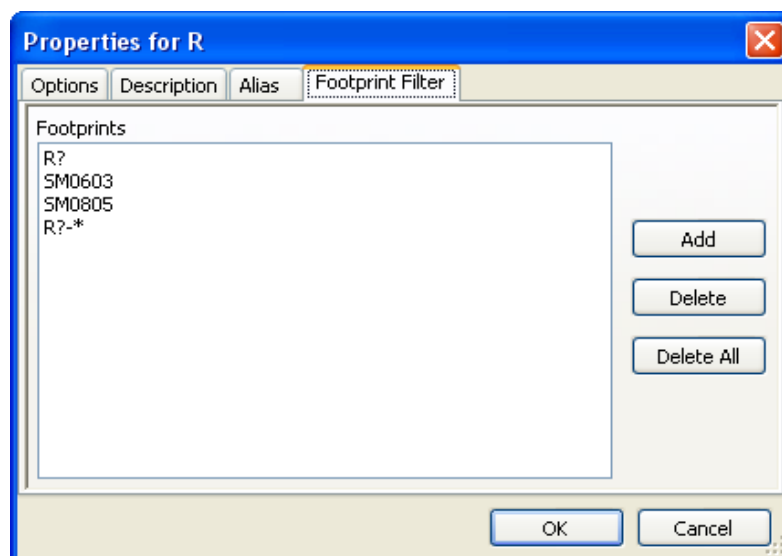 Properties for R
Options Description Alias Footprint Filter
Footprints
R?
SM0603
SM0805
R?-*
Add
Delete
Delete All
OK Cancel